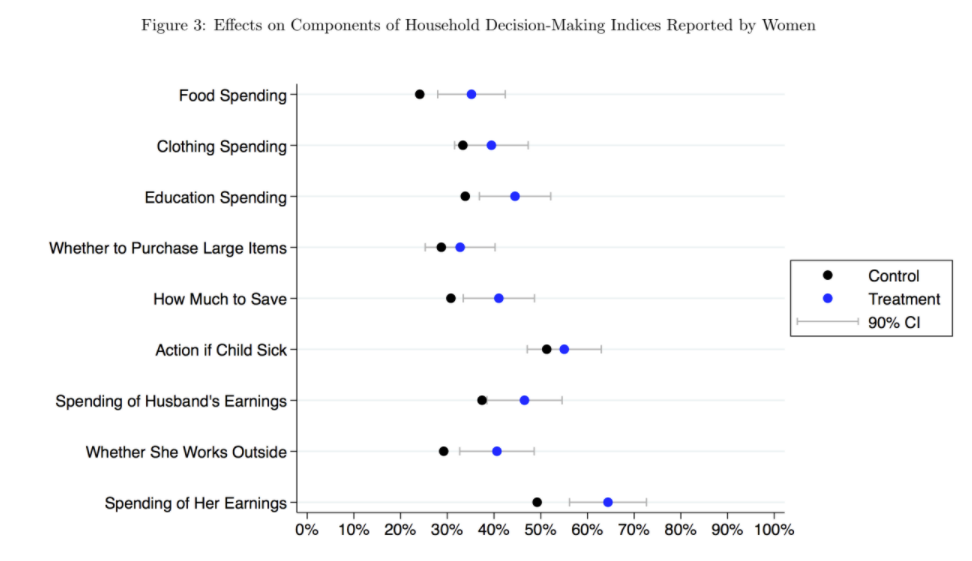 Figure 3: Effects on Components of Household Decision-Making Indices Reported by Women
Food Spending
Clothing Spending
Education Spending
Whether to Purchase Large Items
How Much to Save
Action if Child Sick
Spending of Husband's Earnings
Whether She Works Outside
Spending of Her Earnings
0% 10% 20% 30% 40% 50% 60% 70% 80% 90% 100%
Control
Treatment
90% CI